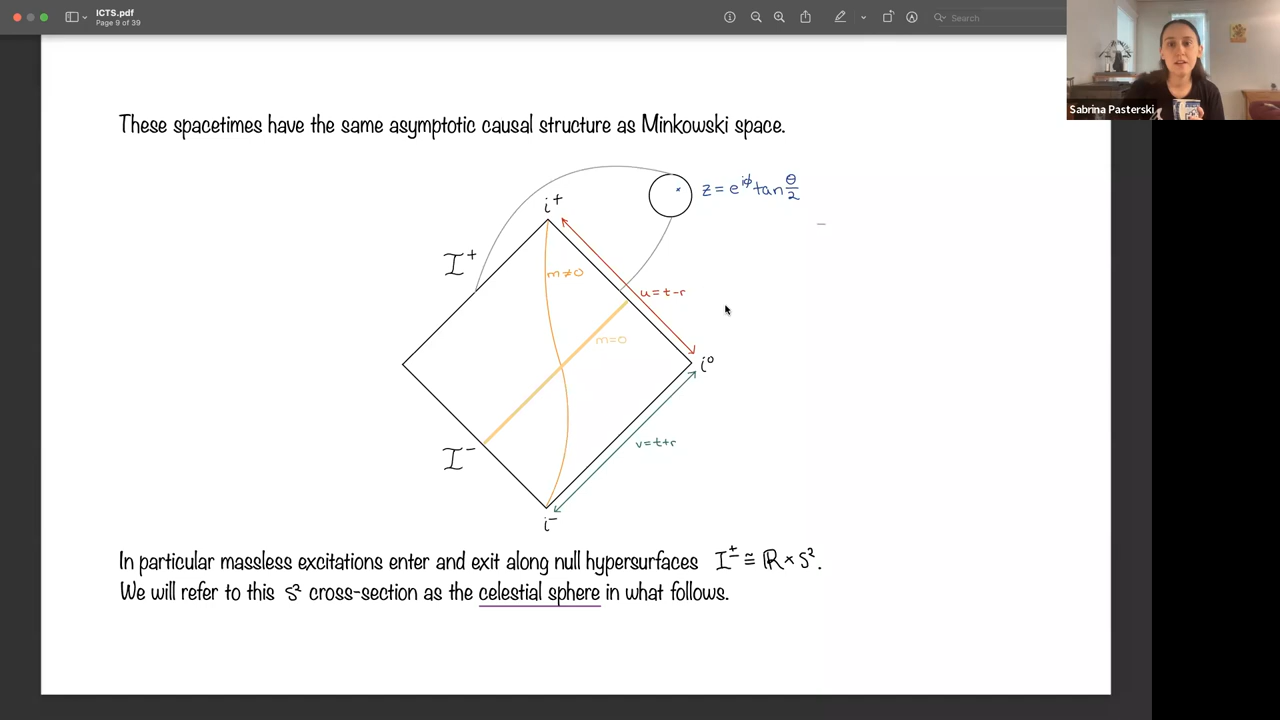 ICTS.pdf
Page 9 of 39
Search
Sabrina Pasterski
These spacetimes have the same asymptotic causal structure as Minkowski space.
z = e^{iϕ} tan θ/2
i⁺
I⁺
m≠0
u = t-r
m=0
i⁰
v = t+r
I⁻
i⁻
In particular massless excitations enter and exit along null hypersurfaces I^± ≅ ℝ × S².
We will refer to this S² cross-section as the celestial sphere in what follows.